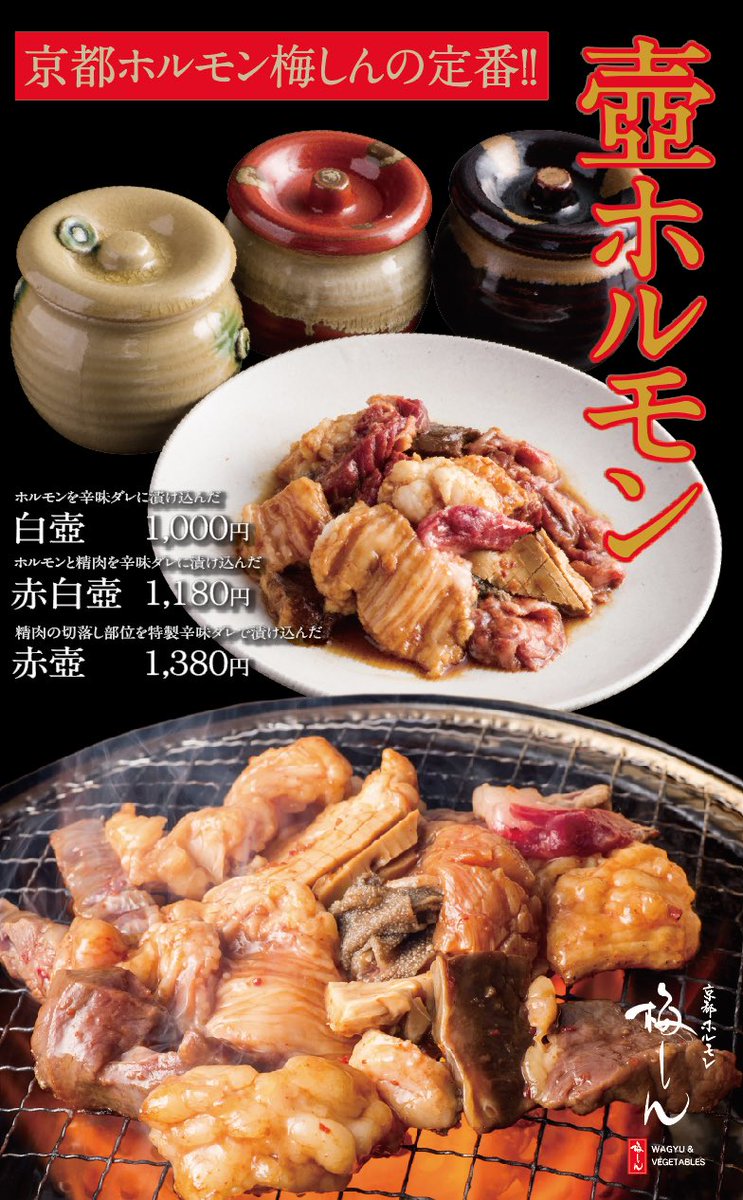 京都ホルモン梅しんの定番!!
壺ホルモン
ホルモンを辛味ダレに漬け込んだ
白壺 1,000円
ホルモンと精肉を辛味ダレに漬け込んだ
赤白壺 1,180円
精肉の切落し部位を特製辛味ダレで漬け込んだ
赤壺 1,380円
京都ホルモン
梅しん
梅しん
WAGYU &
VEGETABLES